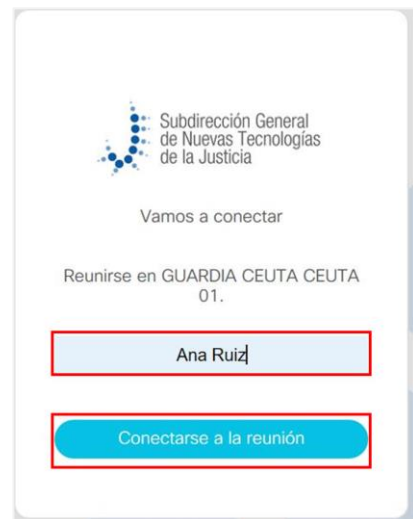 Subdirección General
de Nuevas Tecnologías
de la Justicia
Vamos a conectar
Reunirse en GUARDIA CEUTA CEUTA
01.
Ana Ruiz
Conectarse a la reunión